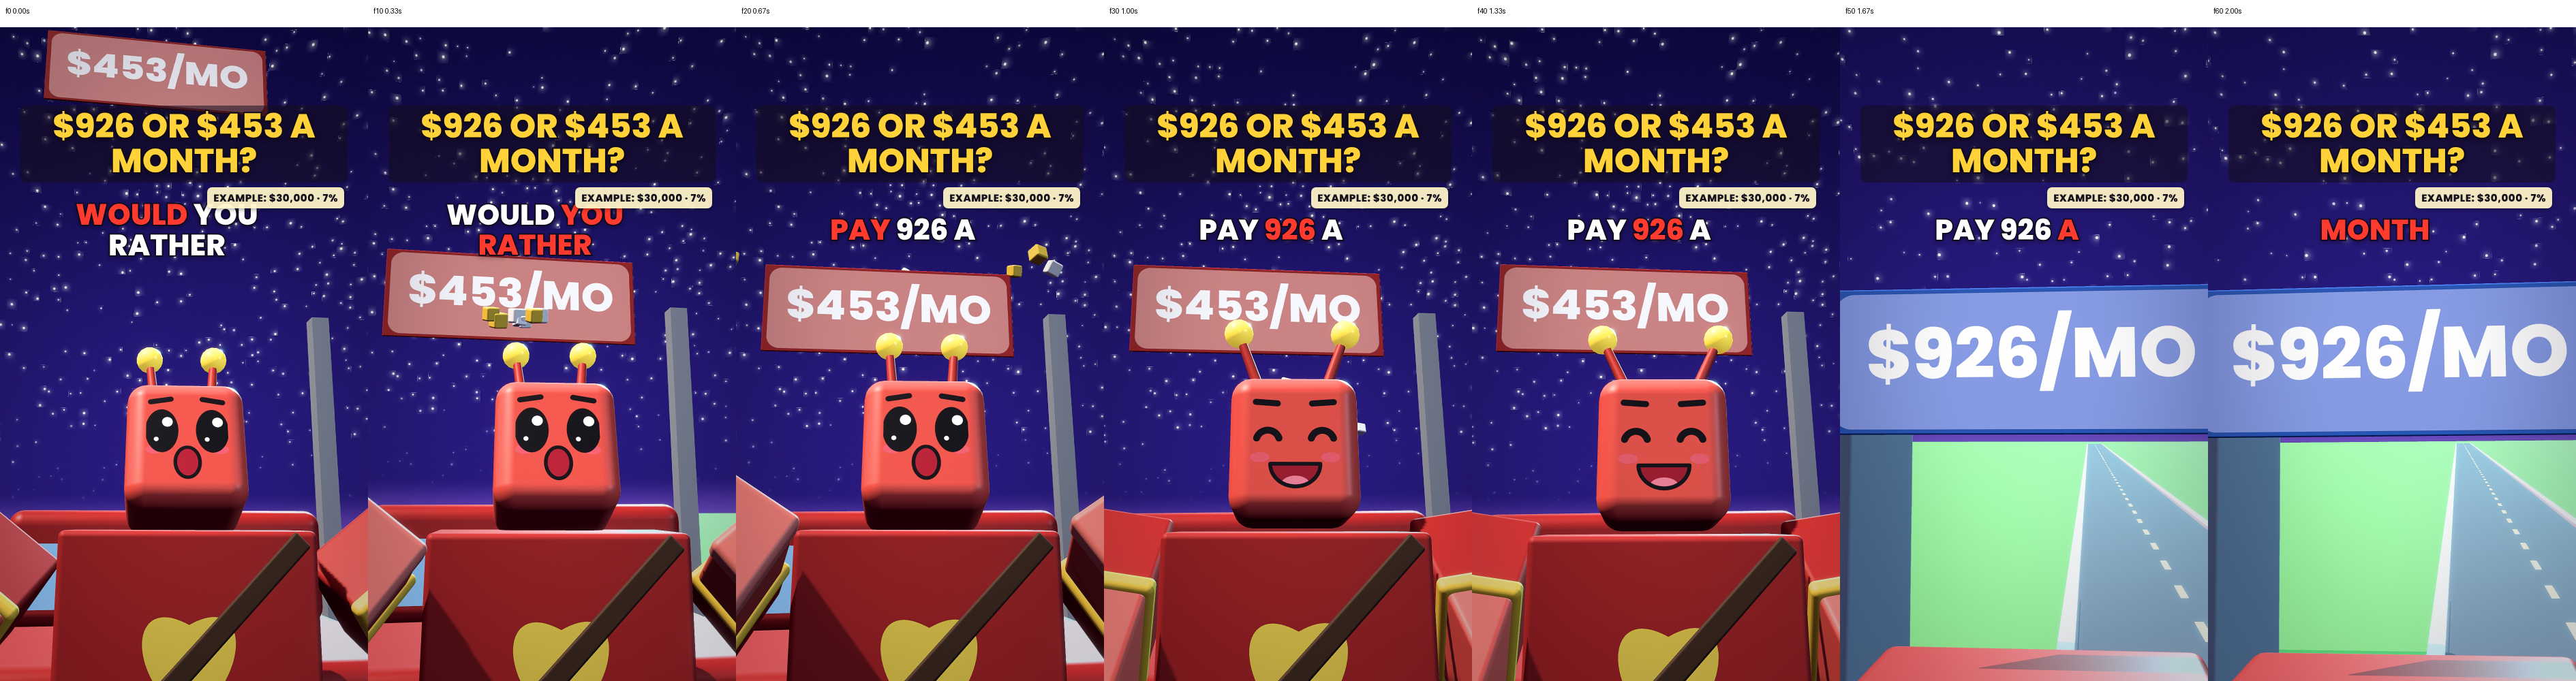 f0 0.00s
$453/MO
$926 OR $453 A
MONTH?
EXAMPLE: $30,000 · 7%
WOULD YOU
RATHER
f10 0.33s
$926 OR $453 A
MONTH?
EXAMPLE: $30,000 · 7%
WOULD YOU
RATHER
$453/MO
f20 0.67s
$926 OR $453 A
MONTH?
EXAMPLE: $30,000 · 7%
PAY 926 A
$453/MO
f30 1.00s
$926 OR $453 A
MONTH?
EXAMPLE: $30,000 · 7%
PAY 926 A
$453/MO
f40 1.33s
$926 OR $453 A
MONTH?
EXAMPLE: $30,000 · 7%
PAY 926 A
$453/MO
f50 1.67s
$926 OR $453 A
MONTH?
EXAMPLE: $30,000 · 7%
PAY 926 A
$926/MO
f60 2.00s
$926 OR $453 A
MONTH?
EXAMPLE: $30,000 · 7%
MONTH
$926/MO